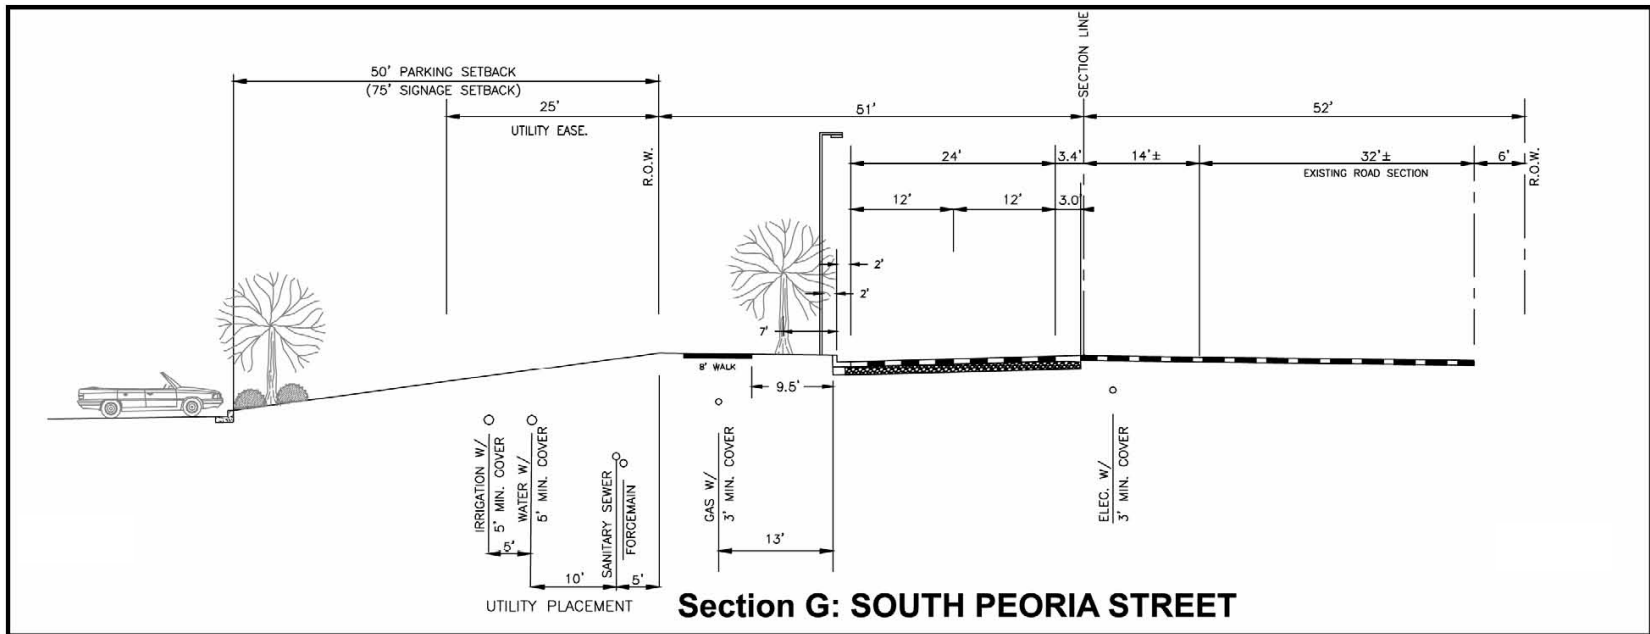 50' PARKING SETBACK
(75' SIGNAGE SETBACK)
SECTION LINE
25'
UTILITY EASE.
51'
52'
R.O.W.
24'
3.4'
14'±
32'±
EXISTING ROAD SECTION
6'
R.O.W.
12'
12'
3.0'
2'
2'
7'
8' WALK
9.5'
IRRIGATION W/
5' MIN. COVER
WATER W/
5' MIN. COVER
SANITARY SEWER
FORCEMAIN
GAS W/
3' MIN. COVER
ELEC. W/
3' MIN. COVER
5'
13'
10'
5'
UTILITY PLACEMENT
Section G: SOUTH PEORIA STREET